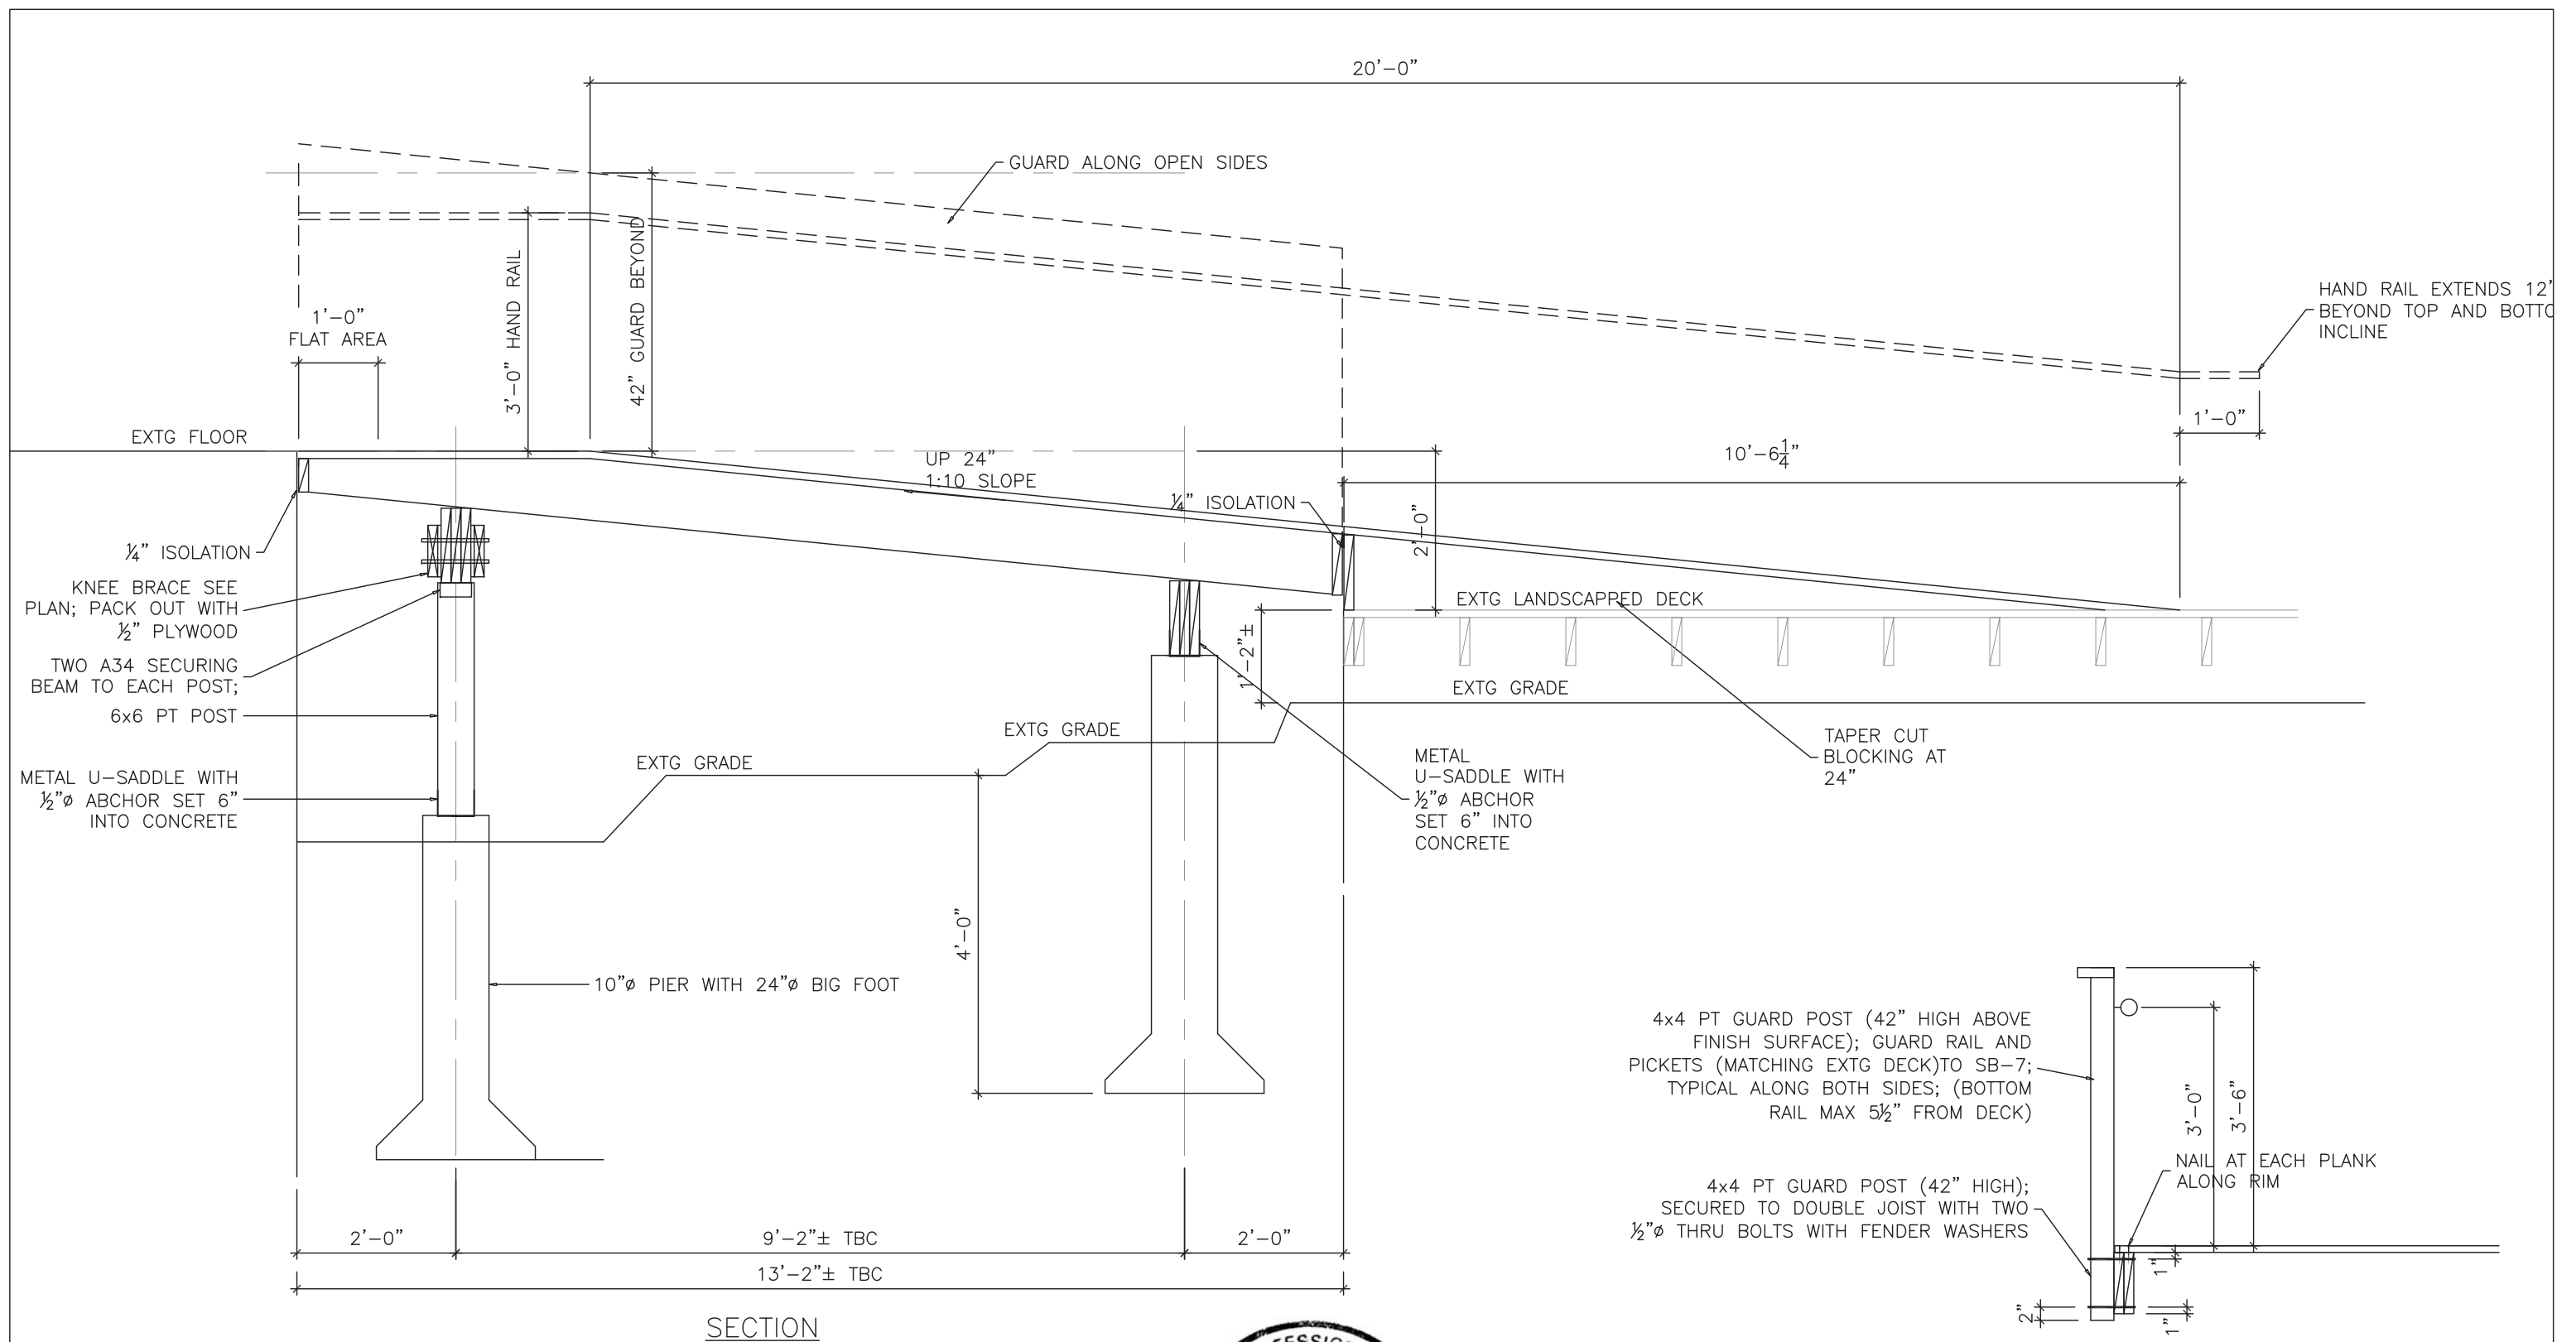 20'-0"
GUARD ALONG OPEN SIDES
3'-0" HAND RAIL
42" GUARD BEYOND
1'-0"
FLAT AREA
HAND RAIL EXTENDS 12'
BEYOND TOP AND BOTTO
INCLINE
1'-0"
EXTG FLOOR
UP 24"
1:10 SLOPE
10'-6¼"
¼" ISOLATION
2'-0"
¼" ISOLATION
KNEE BRACE SEE
PLAN; PACK OUT WITH
½" PLYWOOD
EXTG LANDSCAPPED DECK
1'-2"±
TWO A34 SECURING
BEAM TO EACH POST;
EXTG GRADE
6x6 PT POST
EXTG GRADE
EXTG GRADE
METAL U-SADDLE WITH
½"ø ABCHOR SET 6"
INTO CONCRETE
METAL
U-SADDLE WITH
½"ø ABCHOR
SET 6" INTO
CONCRETE
TAPER CUT
BLOCKING AT
24"
4'-0"
10"ø PIER WITH 24"ø BIG FOOT
4x4 PT GUARD POST (42" HIGH ABOVE
FINISH SURFACE); GUARD RAIL AND
PICKETS (MATCHING EXTG DECK)TO SB-7;
TYPICAL ALONG BOTH SIDES; (BOTTOM
RAIL MAX 5½" FROM DECK)
3'-0"
3'-6"
NAIL AT EACH PLANK
ALONG RIM
4x4 PT GUARD POST (42" HIGH);
SECURED TO DOUBLE JOIST WITH TWO
½"ø THRU BOLTS WITH FENDER WASHERS
1"
2"
1"
2'-0"
9'-2"± TBC
2'-0"
13'-2"± TBC
SECTION